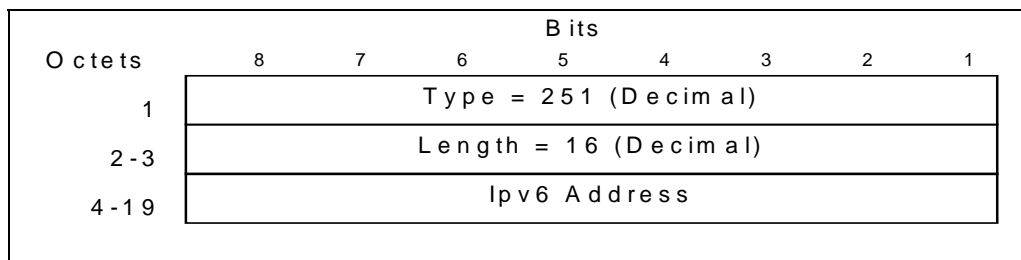 Bits
Octets 8 7 6 5 4 3 2 1
1 Type = 251 (Decimal)
2-3 Length = 16 (Decimal)
4-19 Ipv6 Address